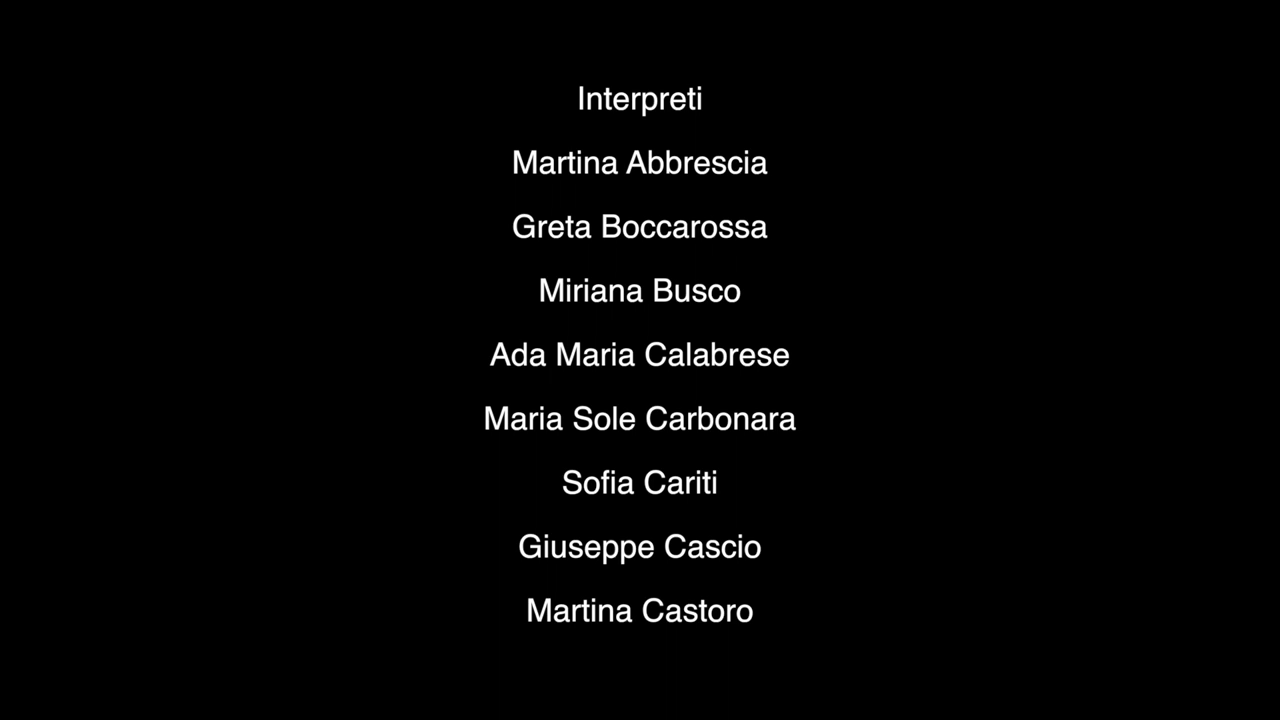 Interpreti
Martina Abbrescia
Greta Boccarossa
Miriana Busco
Ada Maria Calabrese
Maria Sole Carbonara
Sofia Cariti
Giuseppe Cascio
Martina Castoro